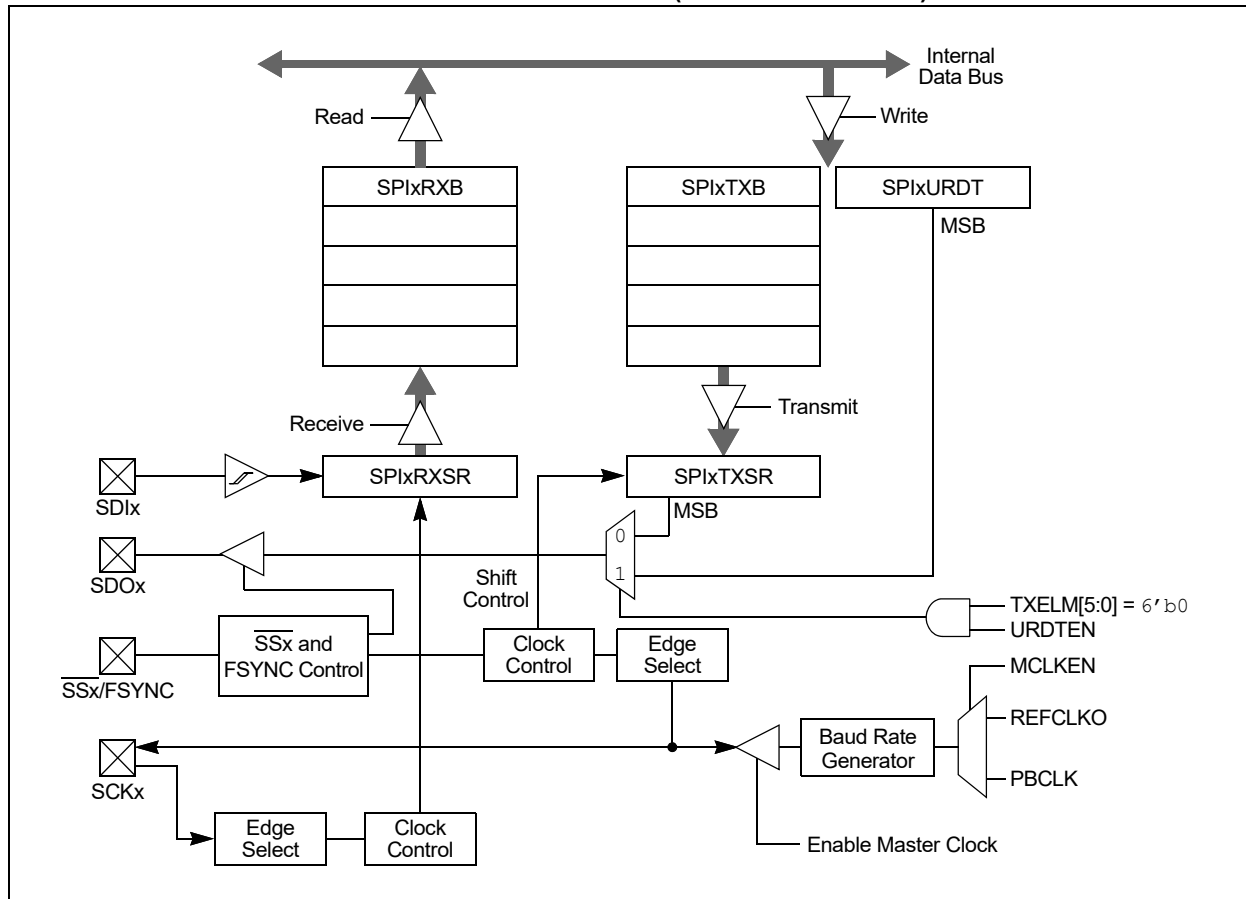 Internal
Data Bus
Read
Write
SPIxRXB
SPIxTXB
SPIxURDT
MSB
Receive
Transmit
SPIxRXSR
SPIxTXSR
SDIx
MSB
0
SDOx
1
Shift
Control
TXELM[5:0] = 6'b0
URDTEN
SSx and
FSYNC Control
Clock
Control
Edge
Select
SSx/FSYNC
MCLKEN
REFCLKO
Baud Rate
Generator
PBCLK
SCKx
Edge
Select
Clock
Control
Enable Master Clock